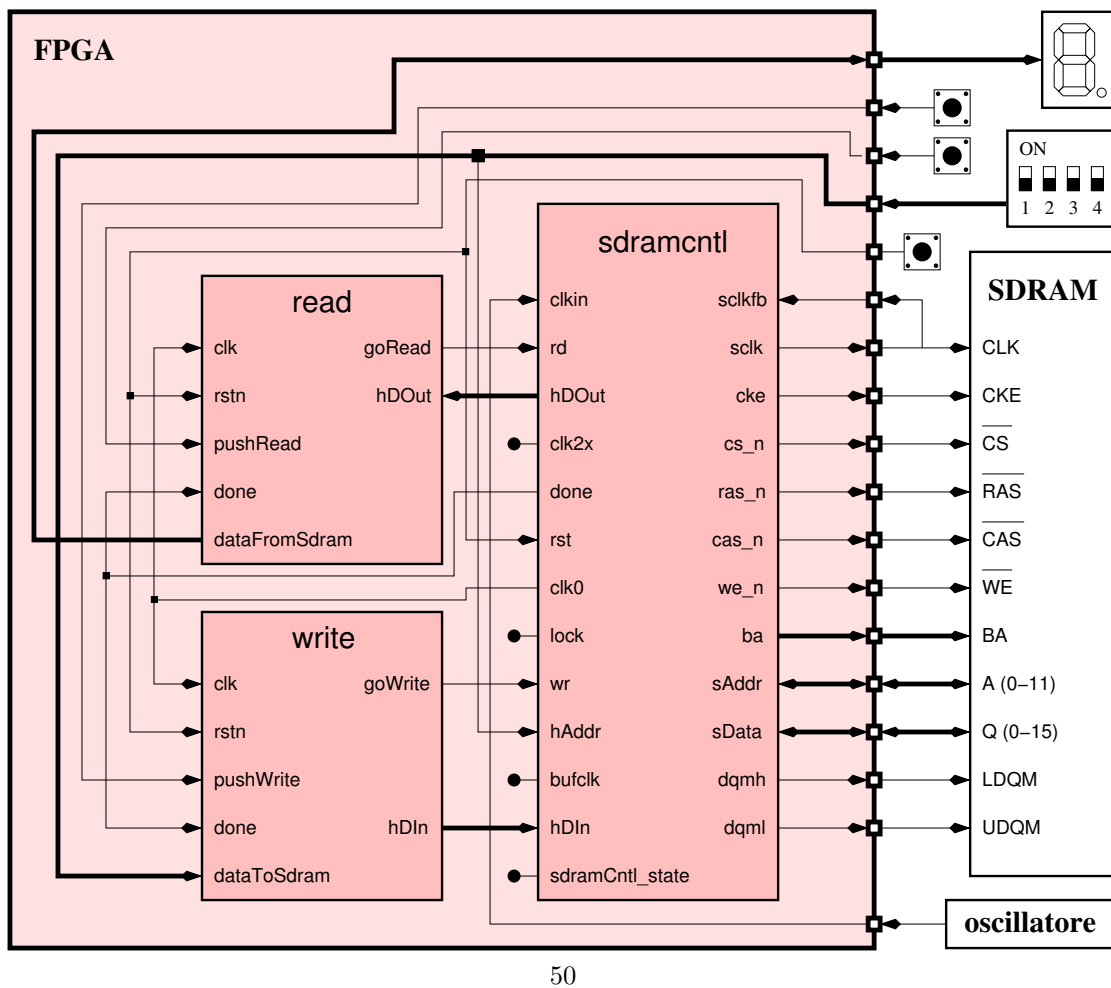 FPGA
ON
1 2 3 4
sdramcntl
SDRAM
read
clkin sclkfb
clk goRead rd sclk CLK
rstn hDOut hDOut cke CKE
pushRead clk2x cs_n CS
done done ras_n RAS
dataFromSdram rst cas_n CAS
clk0 we_n WE
write lock ba BA
clk goWrite wr sAddr A (0−11)
rstn hAddr sData Q (0−15)
pushWrite bufclk dqmh LDQM
done hDIn hDIn dqml UDQM
dataToSdram sdramCntl_state
oscillatore
50